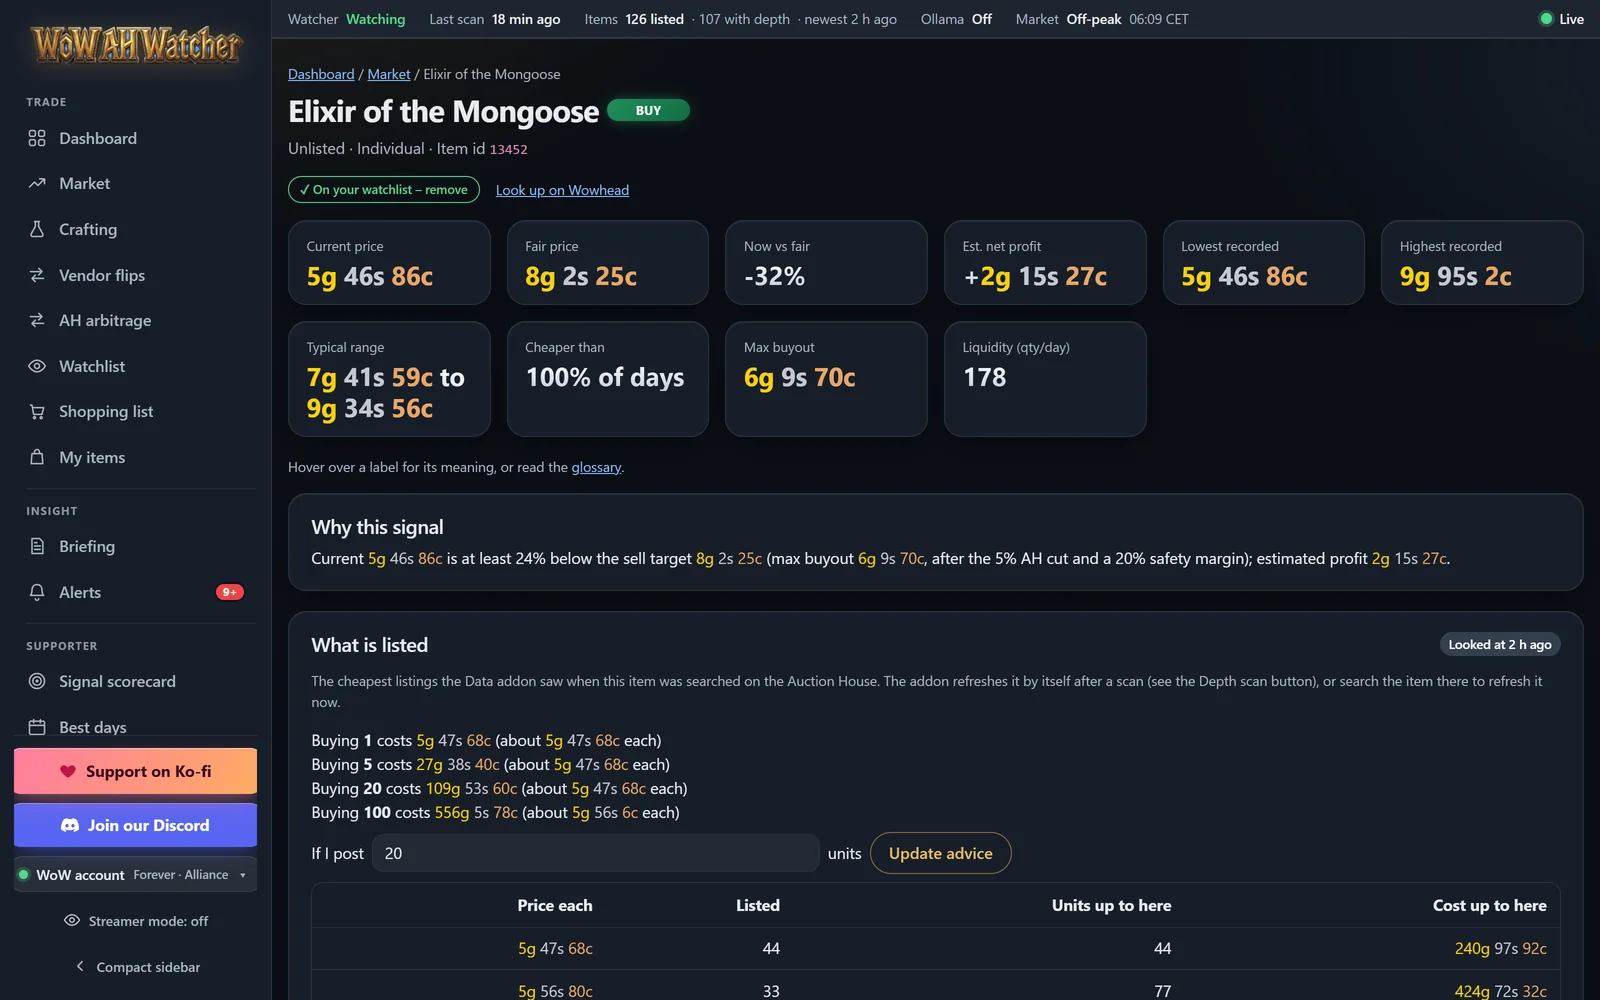 WoW AH Watcher
TRADE
Dashboard
Market
Crafting
Vendor flips
AH arbitrage
Watchlist
Shopping list
My items
INSIGHT
Briefing
Alerts 9+
SUPPORTER
Signal scorecard
Best days
Support on Ko-fi
Join our Discord
WoW account Forever · Alliance ▾
Streamer mode: off
Compact sidebar
Watcher Watching Last scan 18 min ago Items 126 listed · 107 with depth · newest 2 h ago Ollama Off Market Off-peak 06:09 CET Live
Dashboard / Market / Elixir of the Mongoose
Elixir of the Mongoose BUY
Unlisted · Individual · Item id 13452
✓ On your watchlist – remove Look up on Wowhead
Current price
5g 46s 86c
Fair price
8g 2s 25c
Now vs fair
-32%
Est. net profit
+2g 15s 27c
Lowest recorded
5g 46s 86c
Highest recorded
9g 95s 2c
Typical range
7g 41s 59c to
9g 34s 56c
Cheaper than
100% of days
Max buyout
6g 9s 70c
Liquidity (qty/day)
178
Hover over a label for its meaning, or read the glossary.
Why this signal
Current 5g 46s 86c is at least 24% below the sell target 8g 2s 25c (max buyout 6g 9s 70c, after the 5% AH cut and a 20% safety margin); estimated profit 2g 15s 27c.
What is listed Looked at 2 h ago
The cheapest listings the Data addon saw when this item was searched on the Auction House. The addon refreshes it by itself after a scan (see the Depth scan button), or search the item there to refresh it
now.
Buying 1 costs 5g 47s 68c (about 5g 47s 68c each)
Buying 5 costs 27g 38s 40c (about 5g 47s 68c each)
Buying 20 costs 109g 53s 60c (about 5g 47s 68c each)
Buying 100 costs 556g 5s 78c (about 5g 56s 6c each)
If I post 20 units Update advice
Price each Listed Units up to here Cost up to here
5g 47s 68c 44 44 240g 97s 92c
5g 56s 80c 33 77 424g 72s 32c